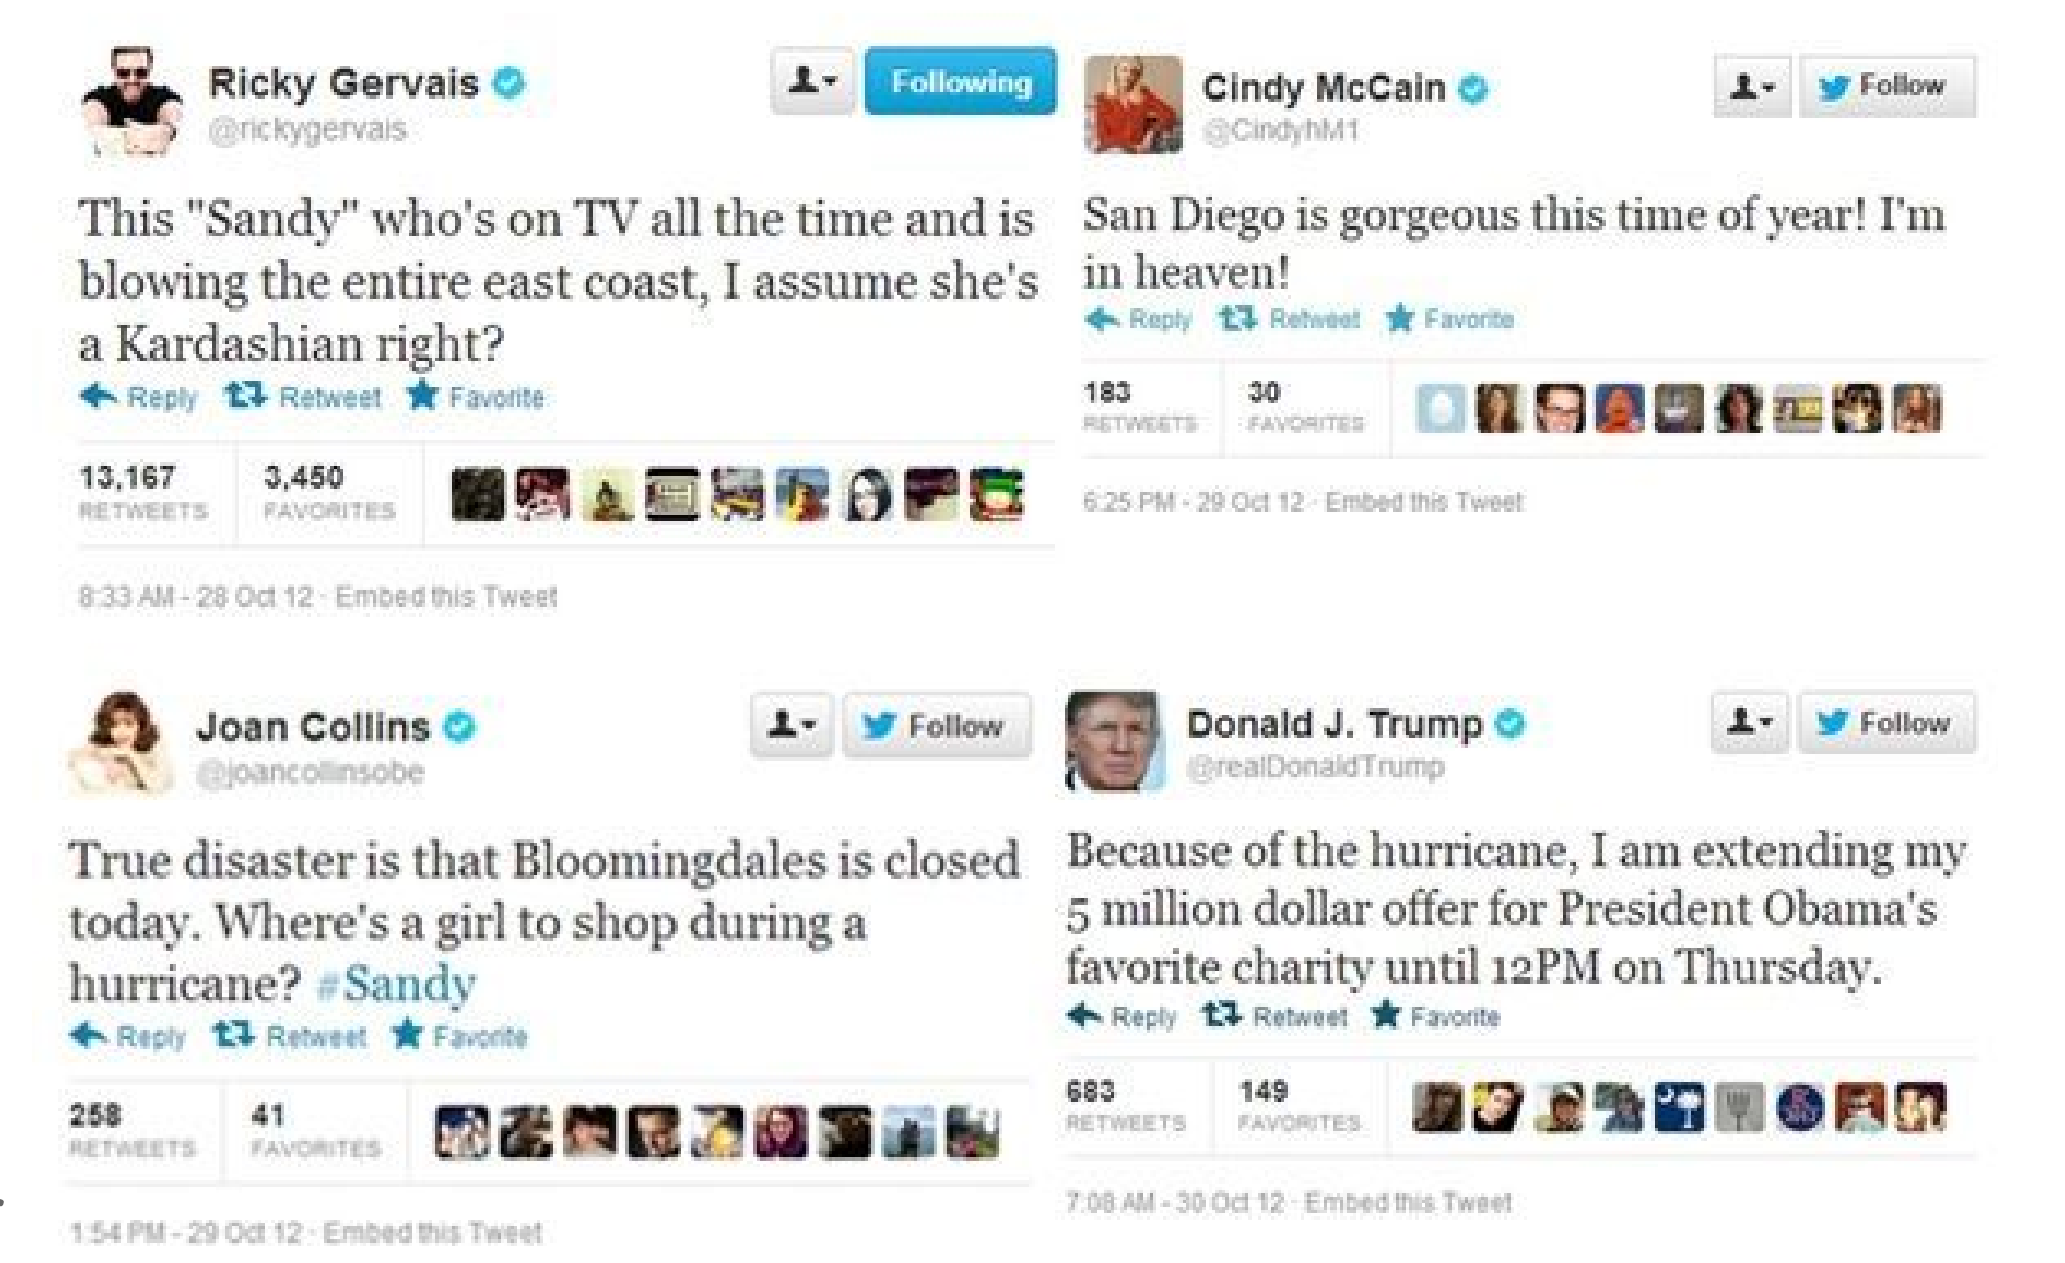 Ricky Gervais
@rickygervais
Following
This "Sandy" who's on TV all the time and is
blowing the entire east coast, I assume she's
a Kardashian right?
Reply Retweet Favorite
13,167 3,450
RETWEETS FAVORITES
8:33 AM - 28 Oct 12 · Embed this Tweet
Cindy McCain
@CindyhM1
Follow
San Diego is gorgeous this time of year! I'm
in heaven!
Reply Retweet Favorite
183 30
RETWEETS FAVORITES
6:25 PM - 29 Oct 12 · Embed this Tweet
Joan Collins
@joancollinsobe
Follow
True disaster is that Bloomingdales is closed
today. Where's a girl to shop during a
hurricane? #Sandy
Reply Retweet Favorite
258 41
RETWEETS FAVORITES
1:54 PM - 29 Oct 12 · Embed this Tweet
Donald J. Trump
@realDonaldTrump
Follow
Because of the hurricane, I am extending my
5 million dollar offer for President Obama's
favorite charity until 12PM on Thursday.
Reply Retweet Favorite
683 149
RETWEETS FAVORITES
7:08 AM - 30 Oct 12 · Embed this Tweet